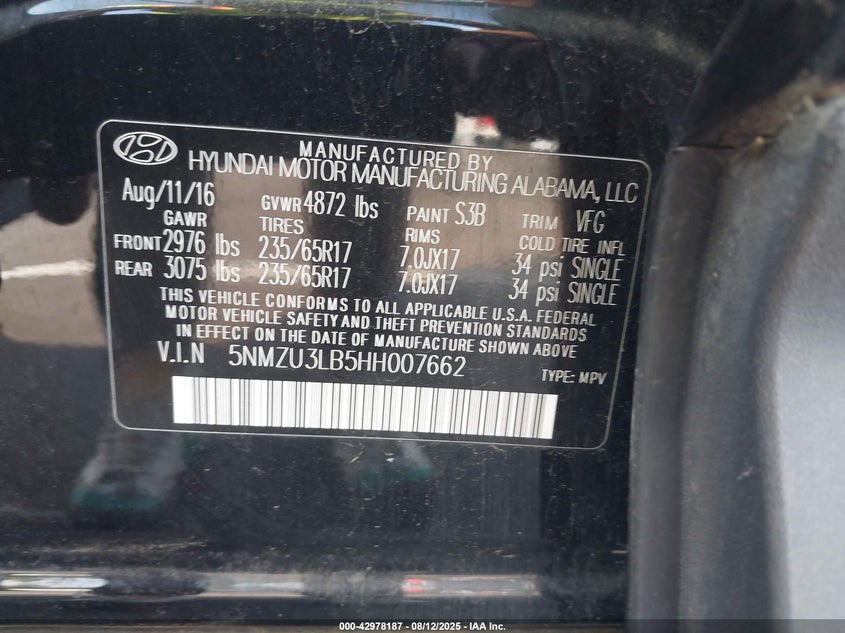 MANUFACTURED BY
HYUNDAI MOTOR MANUFACTURING ALABAMA, LLC
Aug/11/16 GVWR 4872 lbs PAINT S3B TRIM VFG
GAWR TIRES RIMS COLD TIRE INFL
FRONT 2976 lbs 235/65R17 7.0JX17 34 psi SINGLE
REAR 3075 lbs 235/65R17 7.0JX17 34 psi SINGLE
THIS VEHICLE CONFORMS TO ALL APPLICABLE U.S.A. FEDERAL
MOTOR VEHICLE SAFETY AND THEFT PREVENTION STANDARDS
IN EFFECT ON THE DATE OF MANUFACTURE SHOWN ABOVE
V.I.N 5NMZU3LB5HH007662
TYPE: MPV
000-42978187 - 08/12/2025 - IAA Inc.